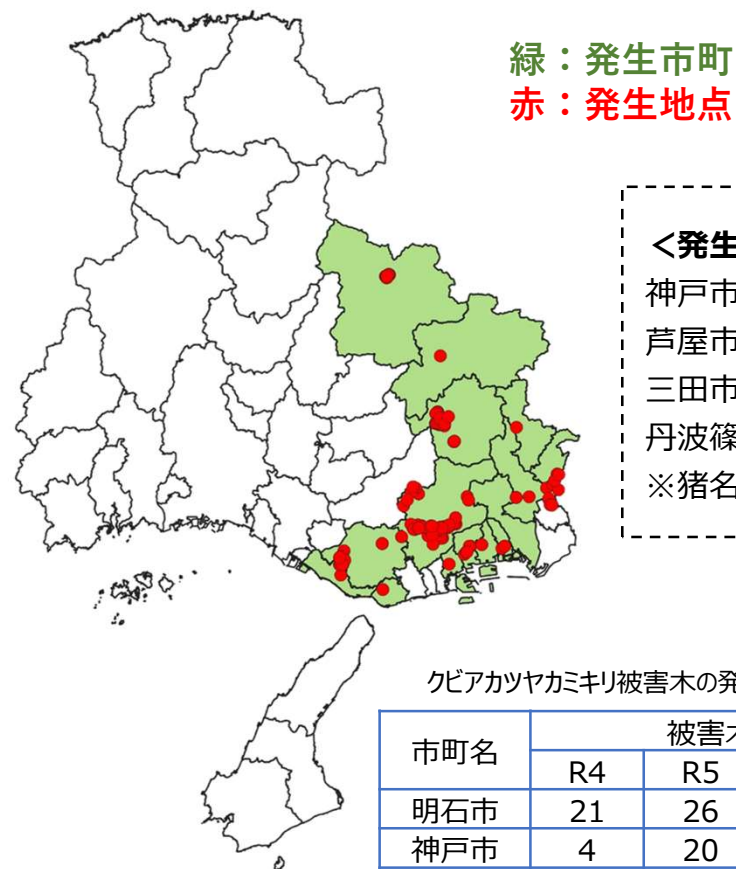 緑：発生市町
赤：発生地点
＜発生
神戸市
芦屋市
三田市
丹波篠
※猪名
クビアカツヤカミキリ被害木の発
市町名 被害木
R4 R5
明石市 21 26
神戸市 4 20